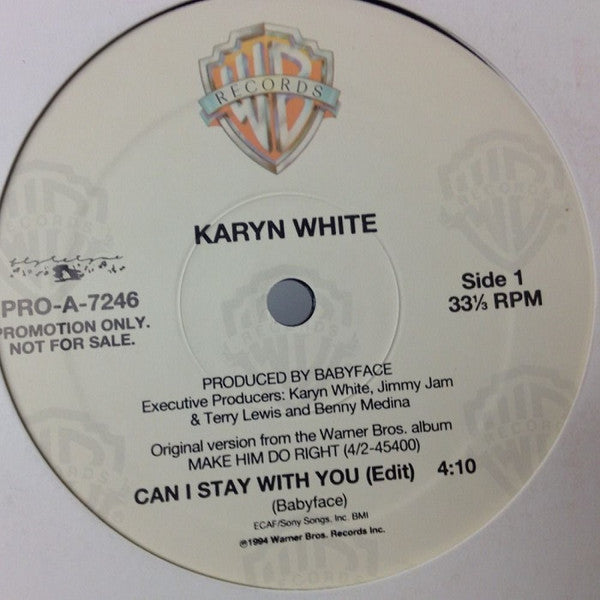 WB
RECORDS
KARYN WHITE
PRO-A-7246
PROMOTION ONLY.
NOT FOR SALE.
Side 1
33⅓ RPM
PRODUCED BY BABYFACE
Executive Producers: Karyn White, Jimmy Jam
& Terry Lewis and Benny Medina
Original version from the Warner Bros. album
MAKE HIM DO RIGHT (4/2-45400)
CAN I STAY WITH YOU (Edit) 4:10
(Babyface)
ECAF/Sony Songs, Inc. BMI
℗1994 Warner Bros. Records Inc.